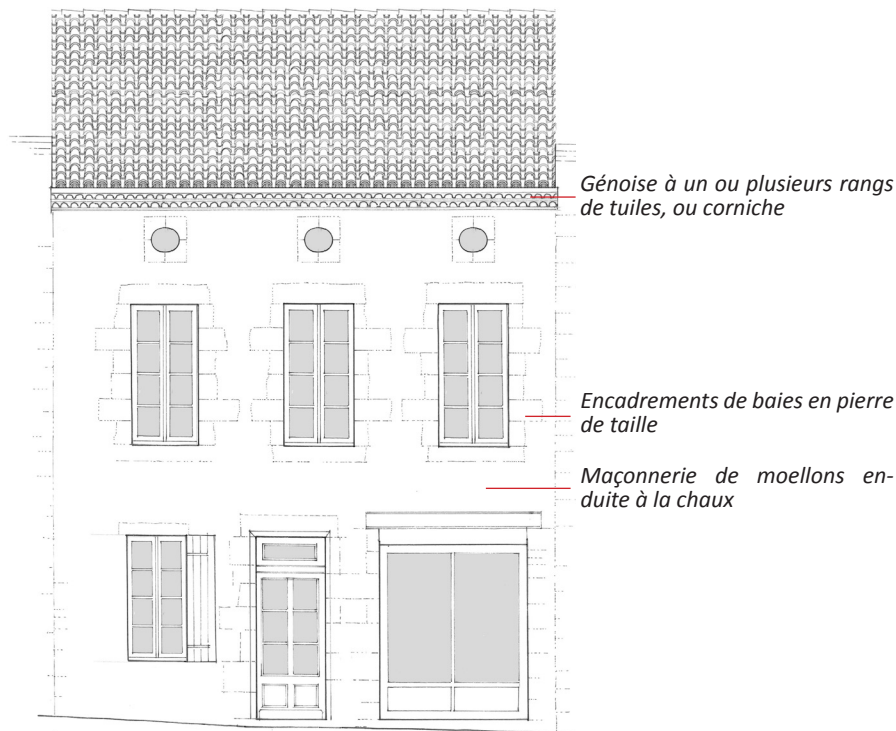 Génoise à un ou plusieurs rangs
de tuiles, ou corniche
Encadrements de baies en pierre
de taille
Maçonnerie de moellons en-
duite à la chaux